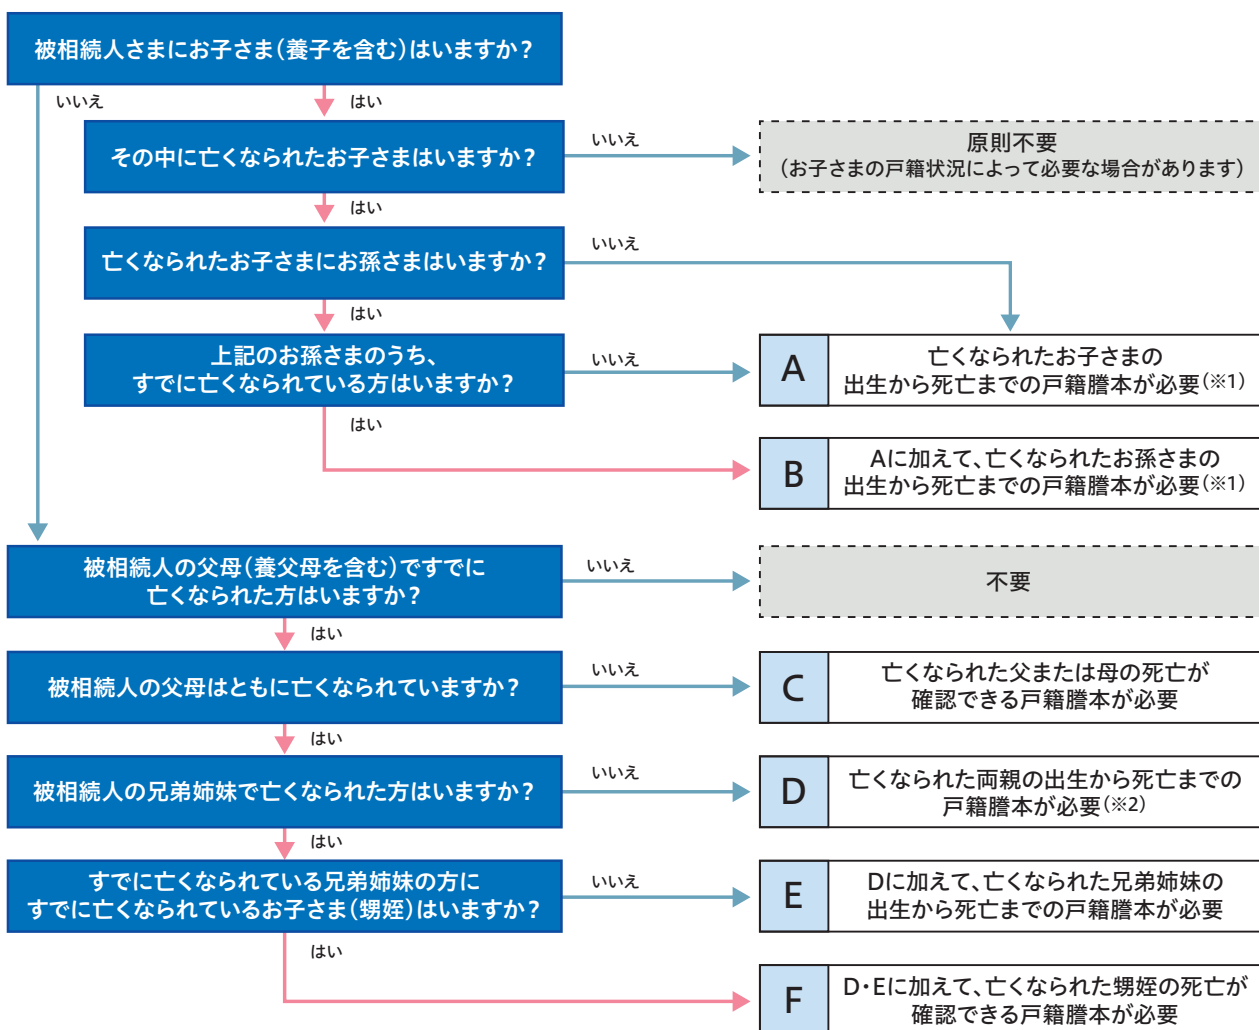 被相続人さまにお子さま(養子を含む)はいますか?
いいえ
はい
その中に亡くなられたお子さまはいますか?
いいえ
原則不要
(お子さまの戸籍状況によって必要な場合があります)
はい
亡くなられたお子さまにお孫さまはいますか?
いいえ
はい
上記のお孫さまのうち、
すでに亡くなられている方はいますか?
いいえ
A
亡くなられたお子さまの
出生から死亡までの戸籍謄本が必要(※1)
はい
B
Aに加えて、亡くなられたお孫さまの
出生から死亡までの戸籍謄本が必要(※1)
被相続人の父母(養父母を含む)ですでに
亡くなられた方はいますか?
いいえ
不要
はい
被相続人の父母はともに亡くなられていますか?
いいえ
C
亡くなられた父または母の死亡が
確認できる戸籍謄本が必要
はい
被相続人の兄弟姉妹で亡くなられた方はいますか?
いいえ
D
亡くなられた両親の出生から死亡までの
戸籍謄本が必要(※2)
はい
すでに亡くなられている兄弟姉妹の方に
すでに亡くなられているお子さま(甥姪)はいますか?
いいえ
E
Dに加えて、亡くなられた兄弟姉妹の
出生から死亡までの戸籍謄本が必要
はい
F
D・Eに加えて、亡くなられた甥姪の死亡が
確認できる戸籍謄本が必要